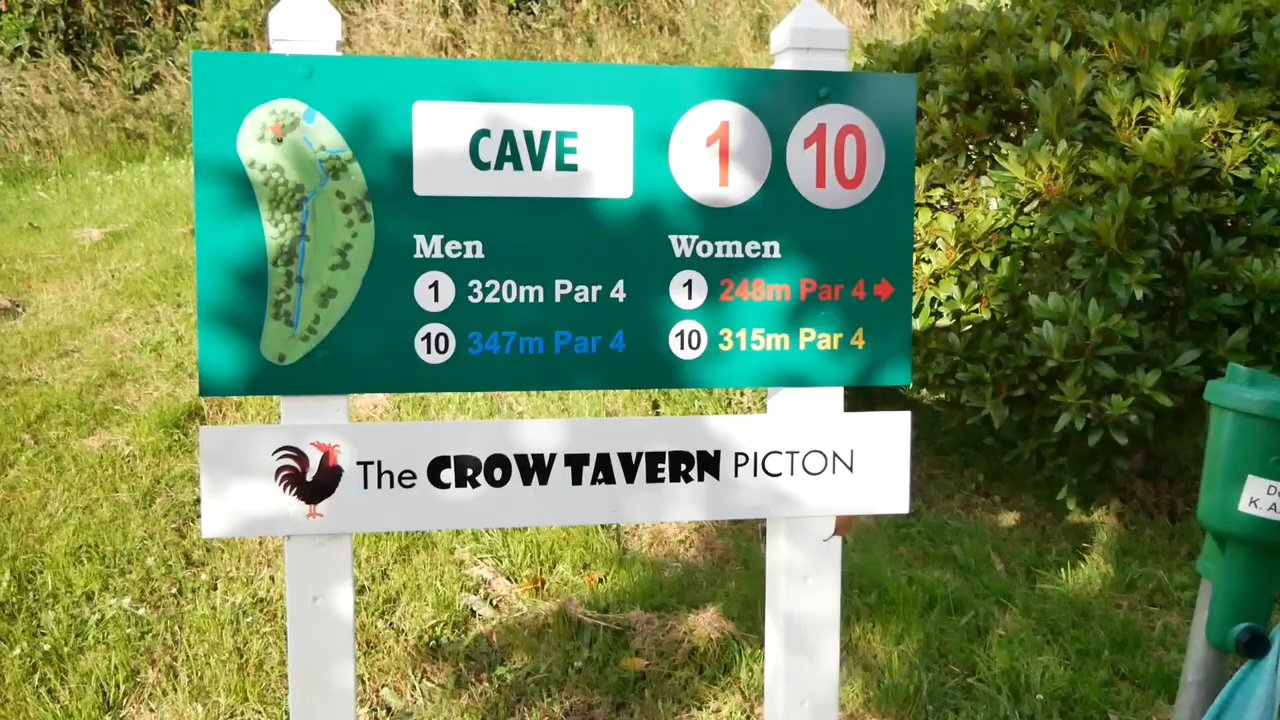 CAVE
1 10
Men
1 320m Par 4
10 347m Par 4
Women
1 248m Par 4
10 315m Par 4
The CROW TAVERN PICTON
K.